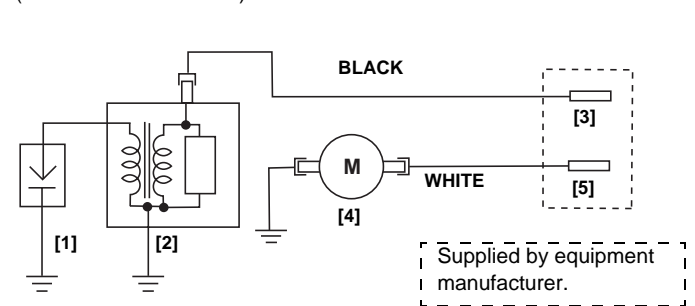 BLACK
[3]
M
WHITE
[5]
[4]
[1]
[2]
Supplied by equipment
manufacturer.